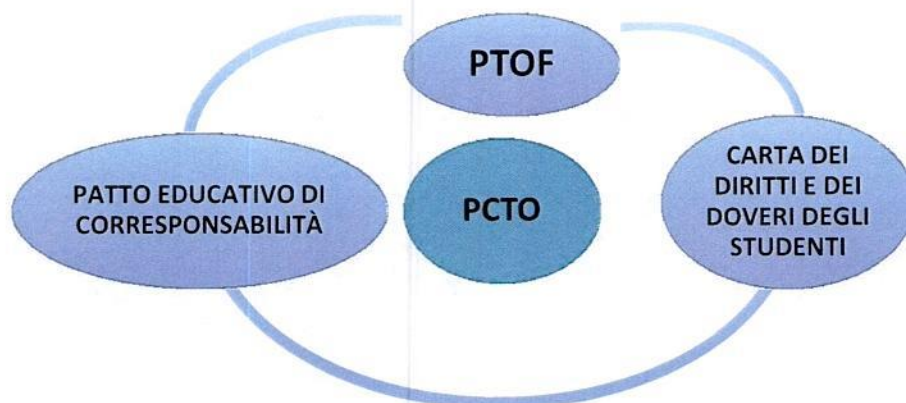 PTOF
PATTO EDUCATIVO DI
CORRESPONSABILITÀ
PCTO
CARTA DEI
DIRITTI E DEI
DOVERI DEGLI
STUDENTI